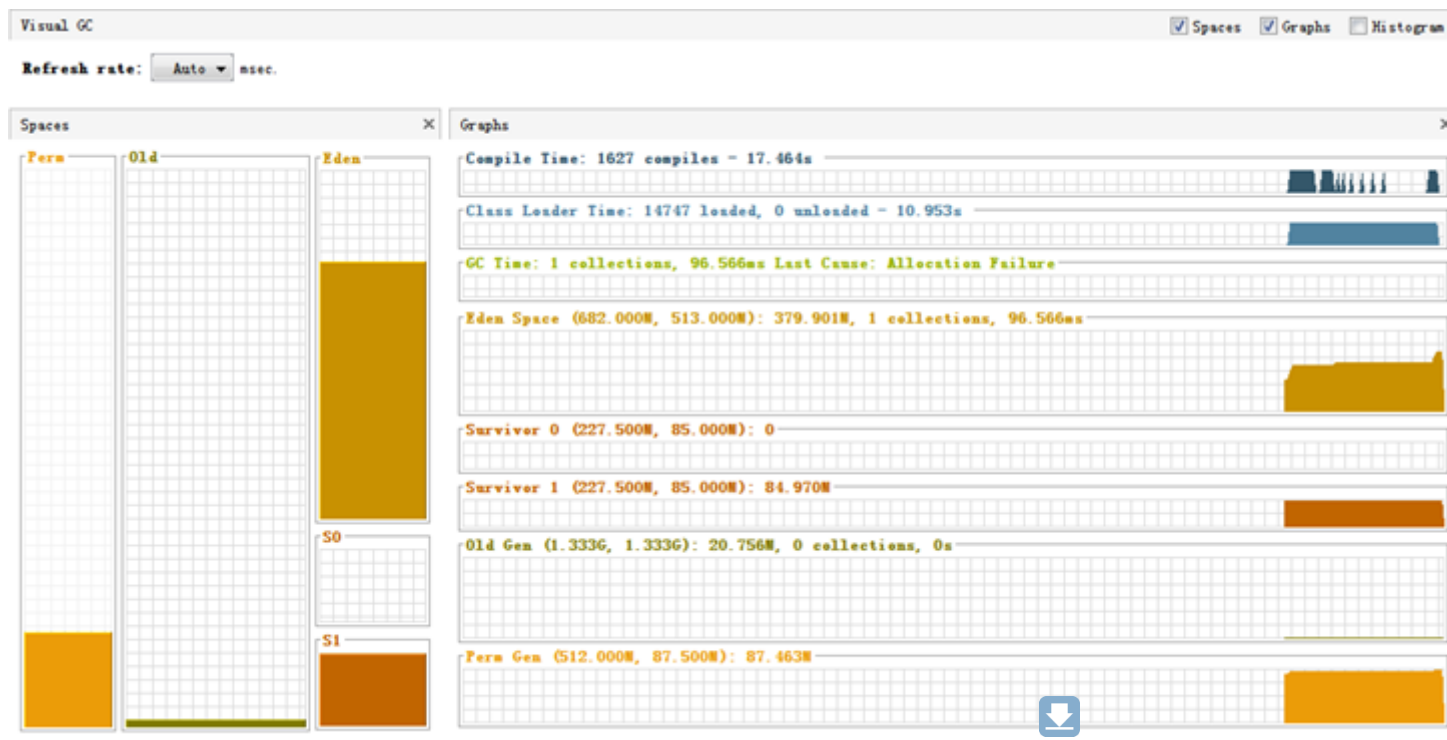 Visual GC
Spaces Graphs Histogram
Refresh rate: Auto msec.
Spaces
Graphs
Perm
Old
Eden
S0
S1
Compile Time: 1627 compiles - 17.464s
Class Loader Time: 14747 loaded, 0 unloaded - 10.953s
GC Time: 1 collections, 96.566ms Last Cause: Allocation Failure
Eden Space (682.000M, 513.000M): 379.901M, 1 collections, 96.566ms
Survivor 0 (227.500M, 85.000M): 0
Survivor 1 (227.500M, 85.000M): 84.970M
Old Gen (1.333G, 1.333G): 20.756M, 0 collections, 0s
Perm Gen (512.000M, 87.500M): 87.463M